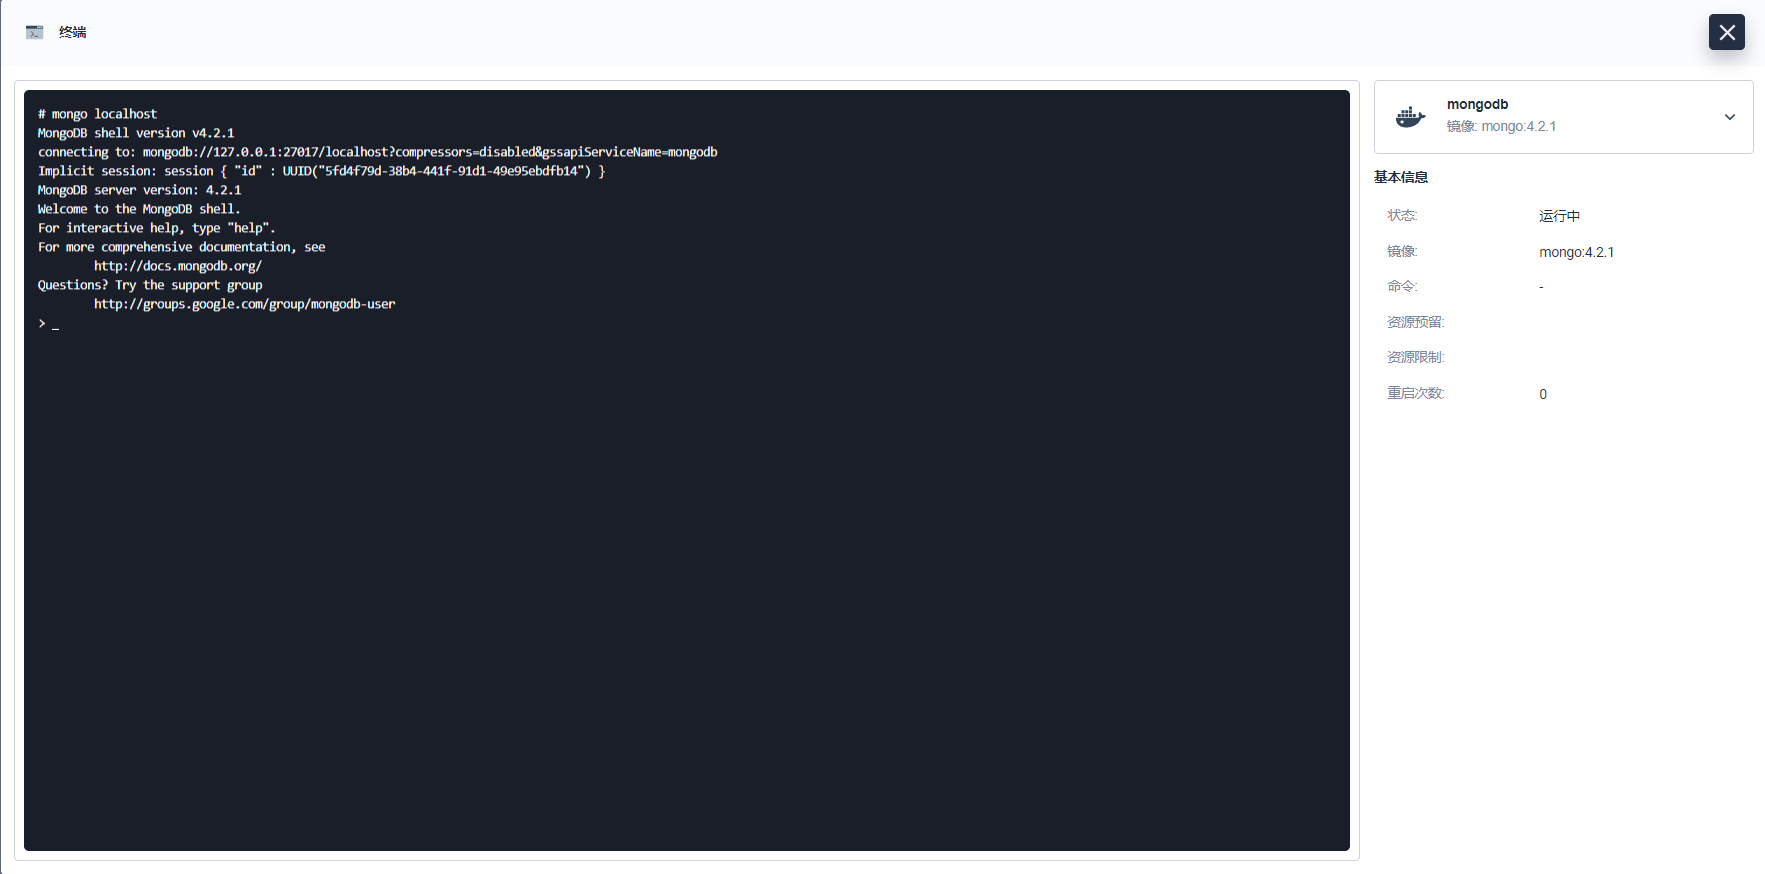 终端
# mongo localhost
MongoDB shell version v4.2.1
connecting to: mongodb://127.0.0.1:27017/localhost?compressors=disabled&gssapiServiceName=mongodb
Implicit session: session { "id" : UUID("5fd4f79d-38b4-441f-91d1-49e95ebdfb14") }
MongoDB server version: 4.2.1
Welcome to the MongoDB shell.
For interactive help, type "help".
For more comprehensive documentation, see
http://docs.mongodb.org/
Questions? Try the support group
http://groups.google.com/group/mongodb-user
> _
mongodb
镜像: mongo:4.2.1
基本信息
状态: 运行中
镜像: mongo:4.2.1
命令: -
资源预留:
资源限制:
重启次数: 0